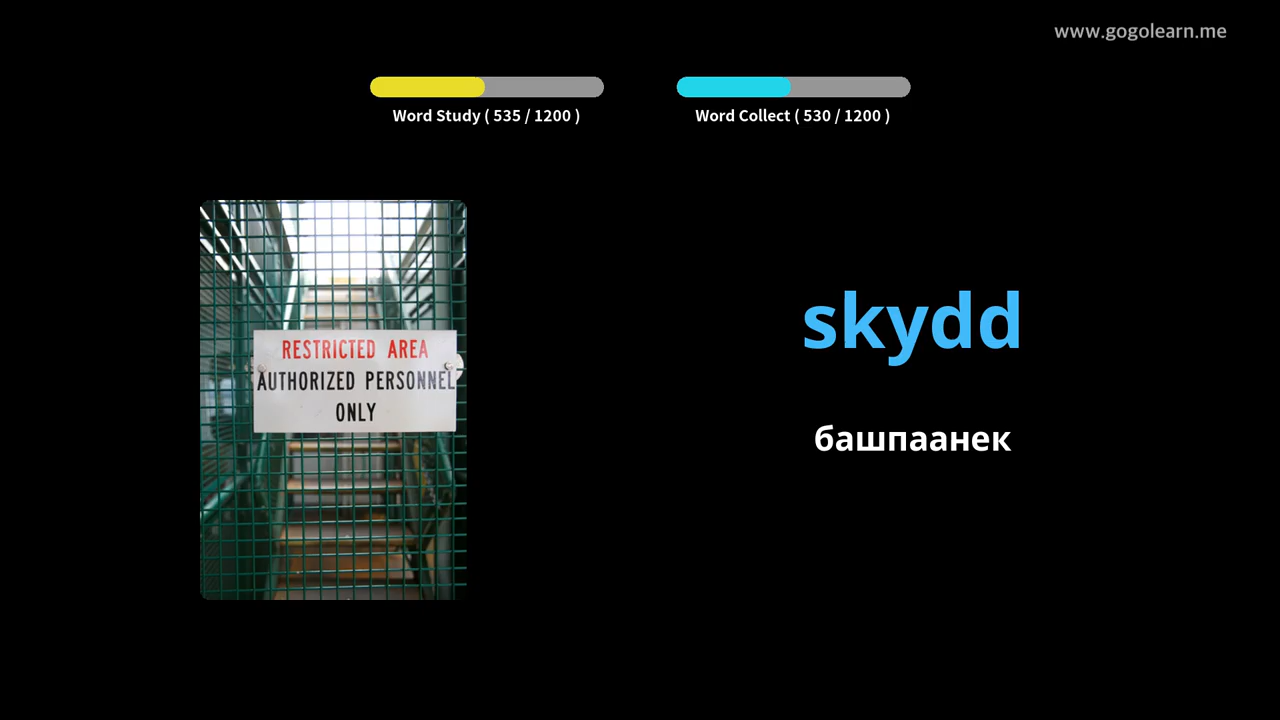 www.gogolearn.me
Word Study ( 535 / 1200 )
Word Collect ( 530 / 1200 )
RESTRICTED AREA
AUTHORIZED PERSONNEL
ONLY
skydd
башпаанек